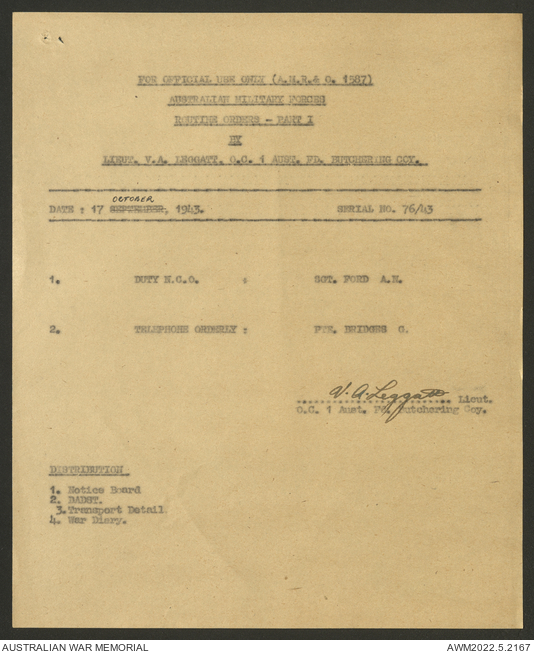 FOR OFFICIAL USE ONLY (A.M.R.& O. 1587)
AUSTRALIAN MILITARY FORCES
ROUTINE ORDERS - PART I
BY
LIEUT. V.A. LEGGATT, O.C. 1 AUST. FD. BUTCHERING COY.
OCTOBER
DATE : 17 SEPTEMBER, 1943. SERIAL NO. 76/43
1. DUTY N.C.O. : SGT. FORD A.N.
2. TELEPHONE ORDERLY : PTE. BRIDGES G.
V. A. Leggatt
Lieut.
O.C. 1 Aust. Fd. Butchering Coy.
DISTRIBUTION
1. Notice Board
2. DADST.
3. Transport Detail
4. War Diary.
AUSTRALIAN WAR MEMORIAL AWM2022.5.2167